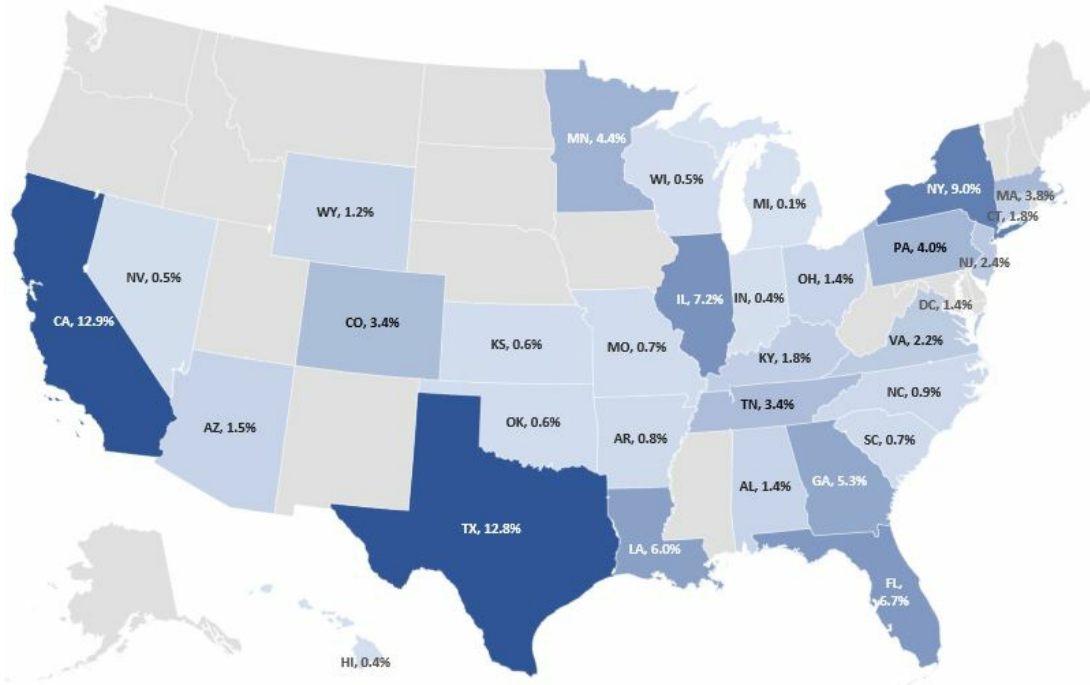 MN, 4.4%
WI, 0.5%
MI, 0.1%
NY, 9.0%
MA, 3.8%
CT, 1.8%
WY, 1.2%
PA, 4.0%
NJ, 2.4%
NV, 0.5%
OH, 1.4%
IL, 7.2%
IN, 0.4%
DC, 1.4%
CA, 12.9%
CO, 3.4%
KS, 0.6%
MO, 0.7%
VA, 2.2%
KY, 1.8%
NC, 0.9%
TN, 3.4%
AZ, 1.5%
OK, 0.6%
AR, 0.8%
SC, 0.7%
AL, 1.4%
GA, 5.3%
TX, 12.8%
LA, 6.0%
FL,
6.7%
HI, 0.4%